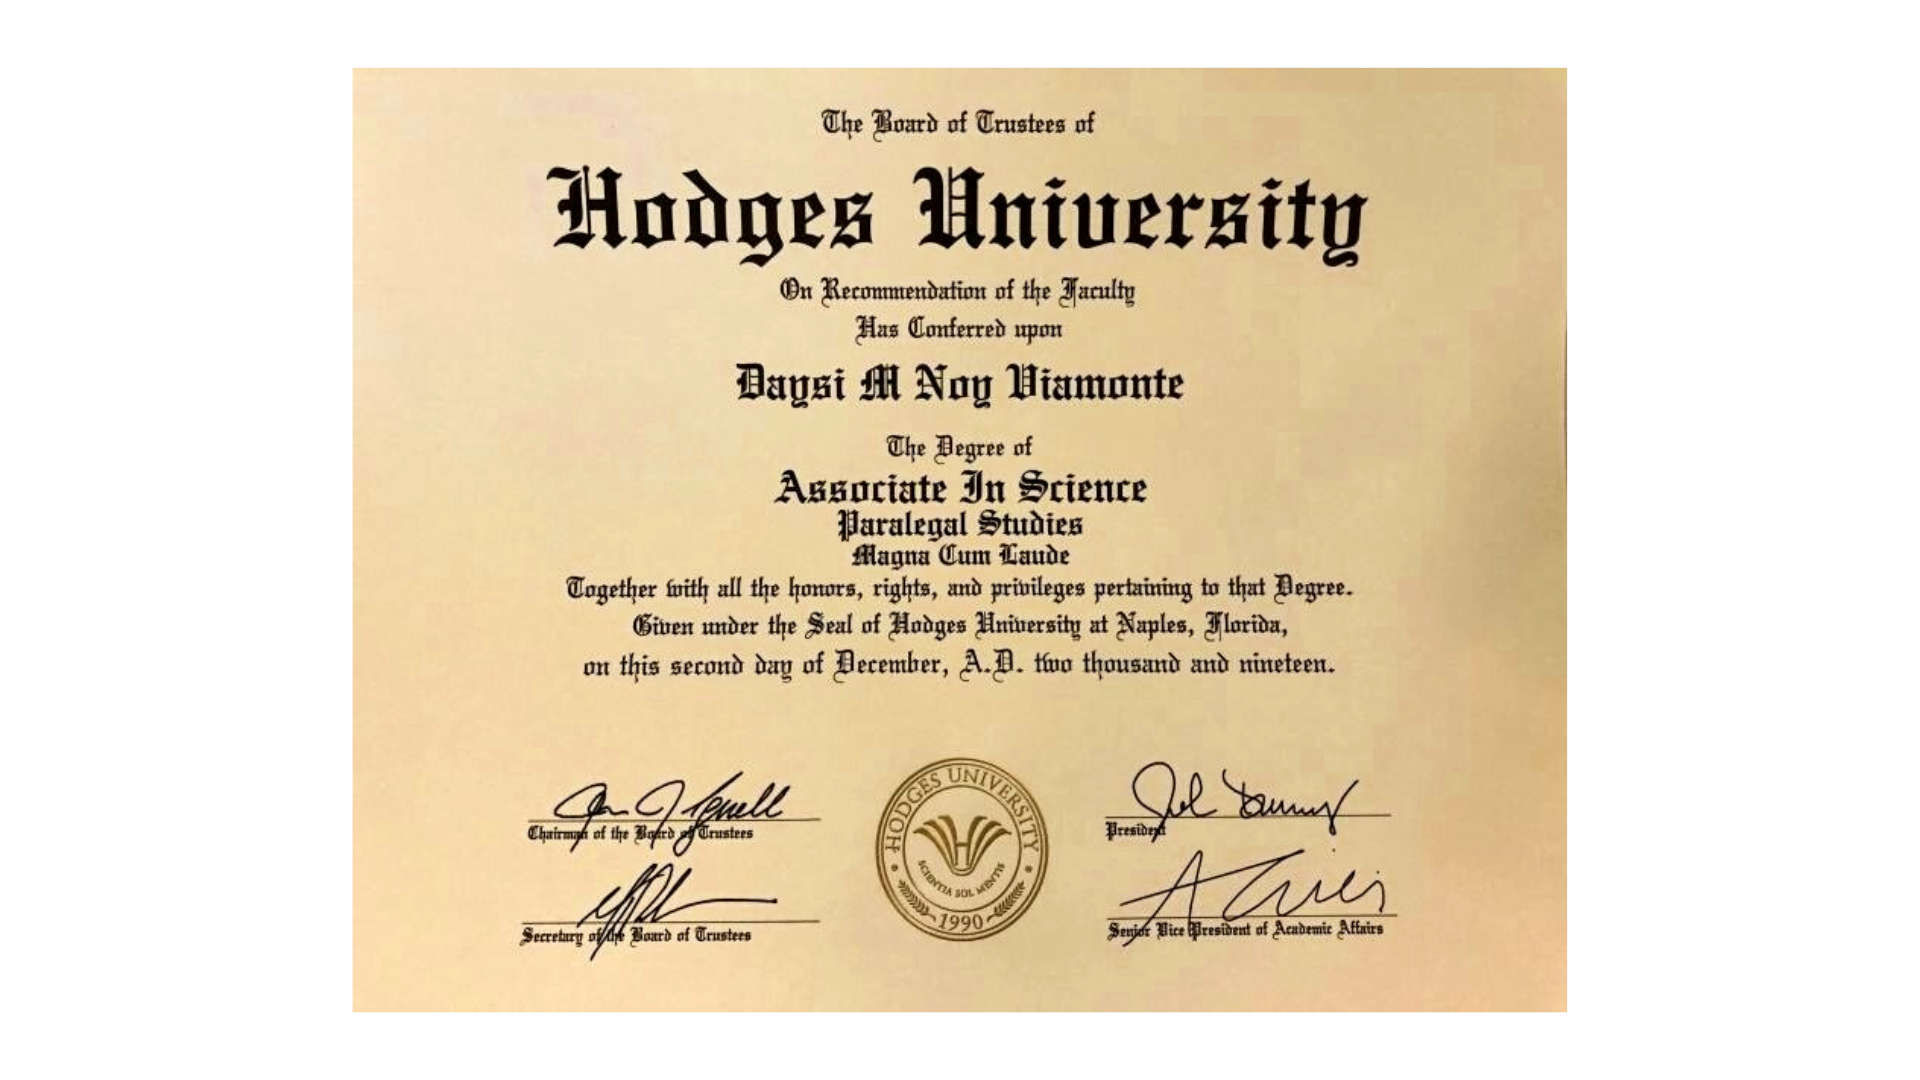 The Board of Trustees of
Hodges University
On Recommendation of the Faculty
Has Conferred upon
Daysi M Noy Viamonte
The Degree of
Associate In Science
Paralegal Studies
Magna Cum Laude
Together with all the honors, rights, and privileges pertaining to that Degree.
Given under the Seal of Hodges University at Naples, Florida,
on this second day of December, A.D. two thousand and nineteen.
Chairman of the Board of Trustees
Secretary of the Board of Trustees
HODGES UNIVERSITY
SCIENTIA SOL MENTIS
1990
President
Senior Vice President of Academic Affairs